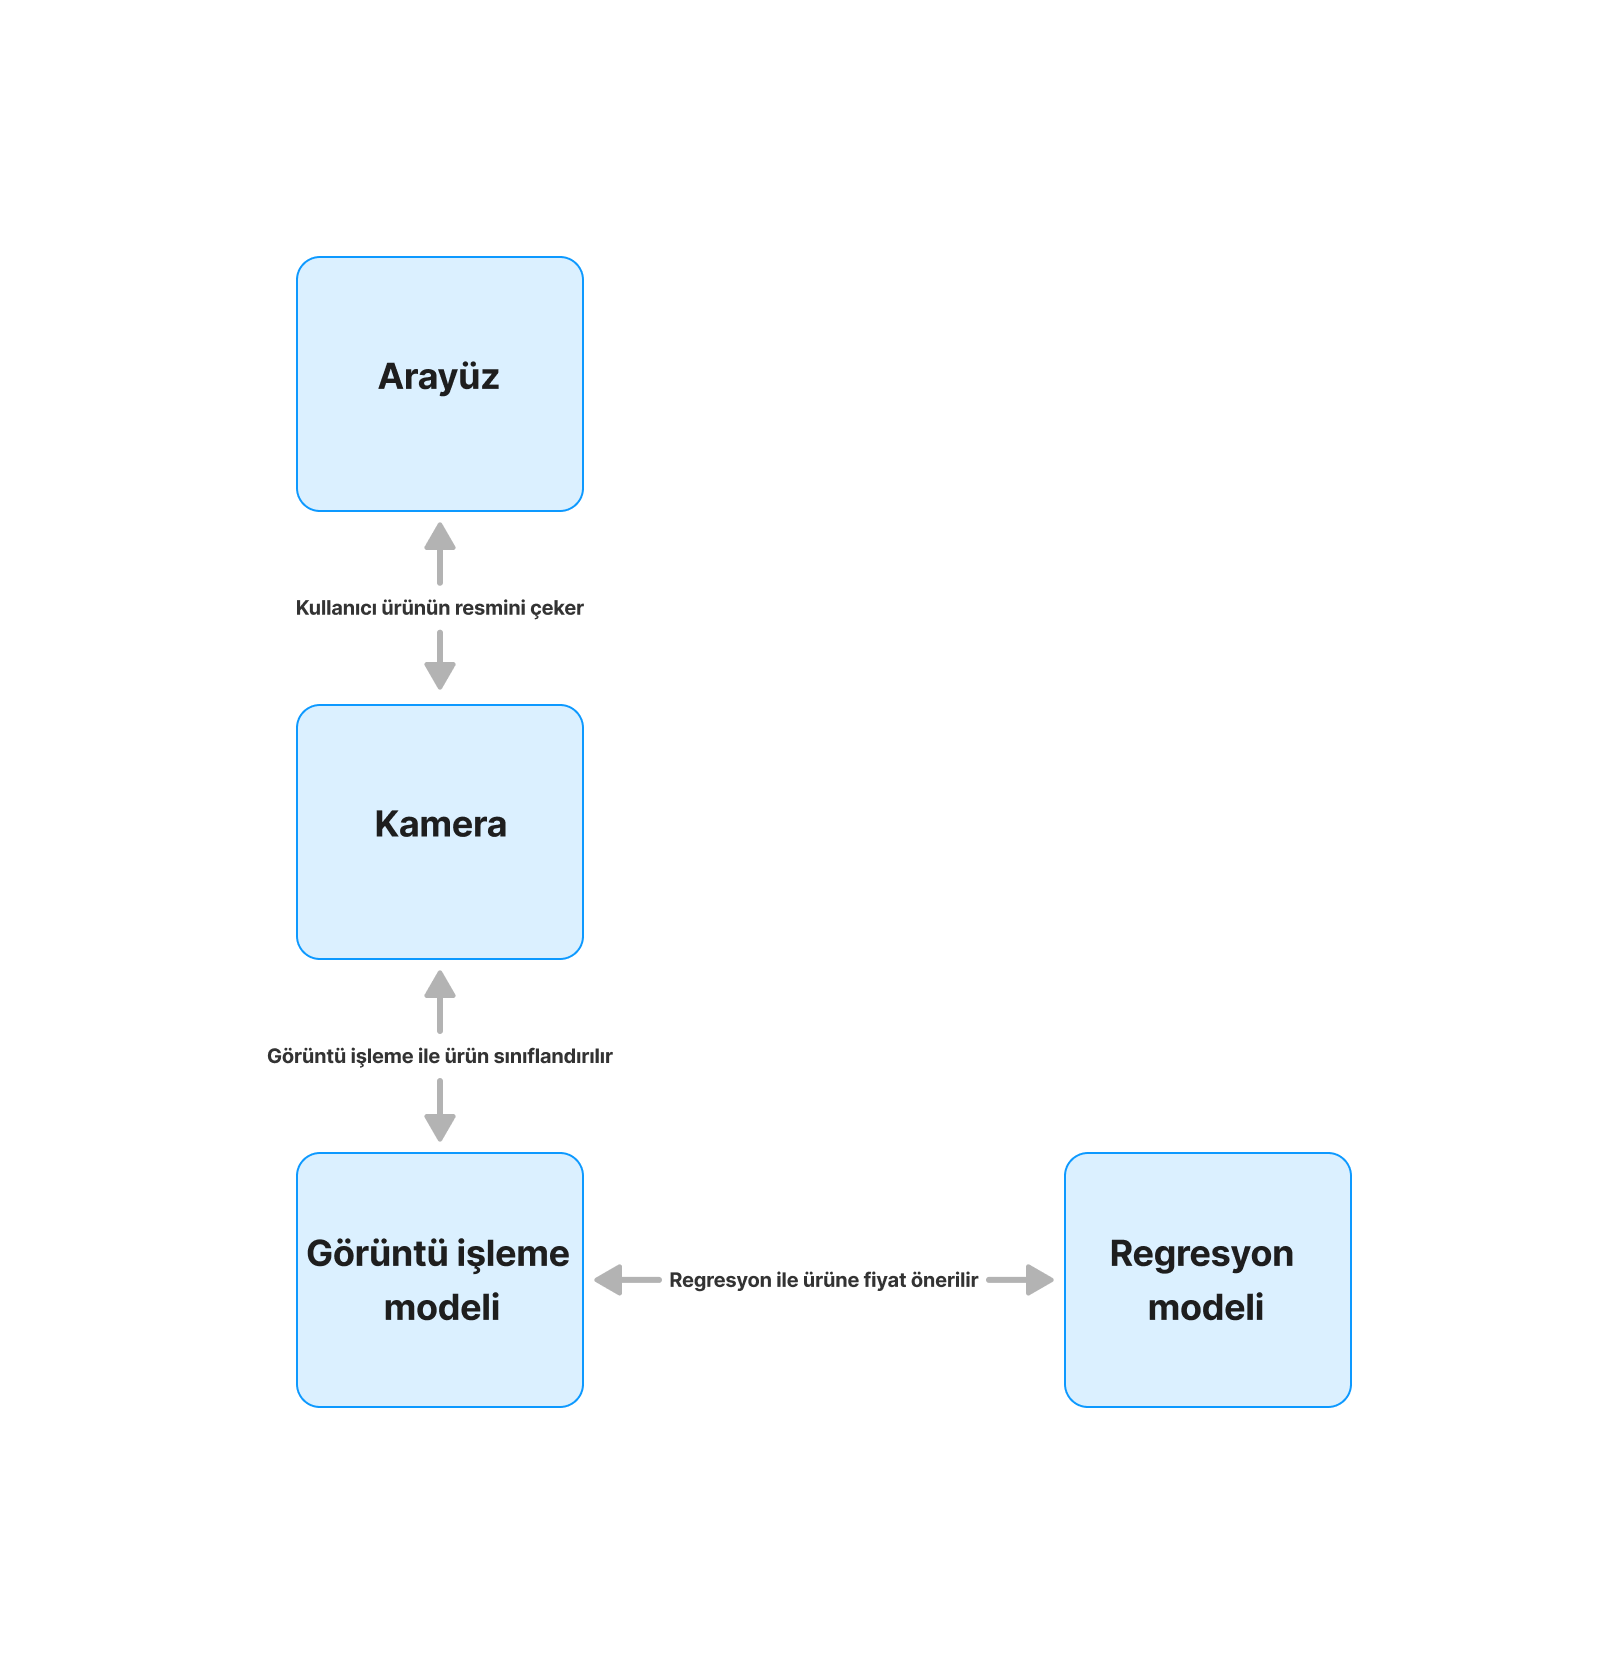 Arayüz
Kullanıcı ürünün resmini çeker
Kamera
Görüntü işleme ile ürün sınıflandırılır
Görüntü işleme
modeli
Regresyon ile ürüne fiyat önerilir
Regresyon
modeli